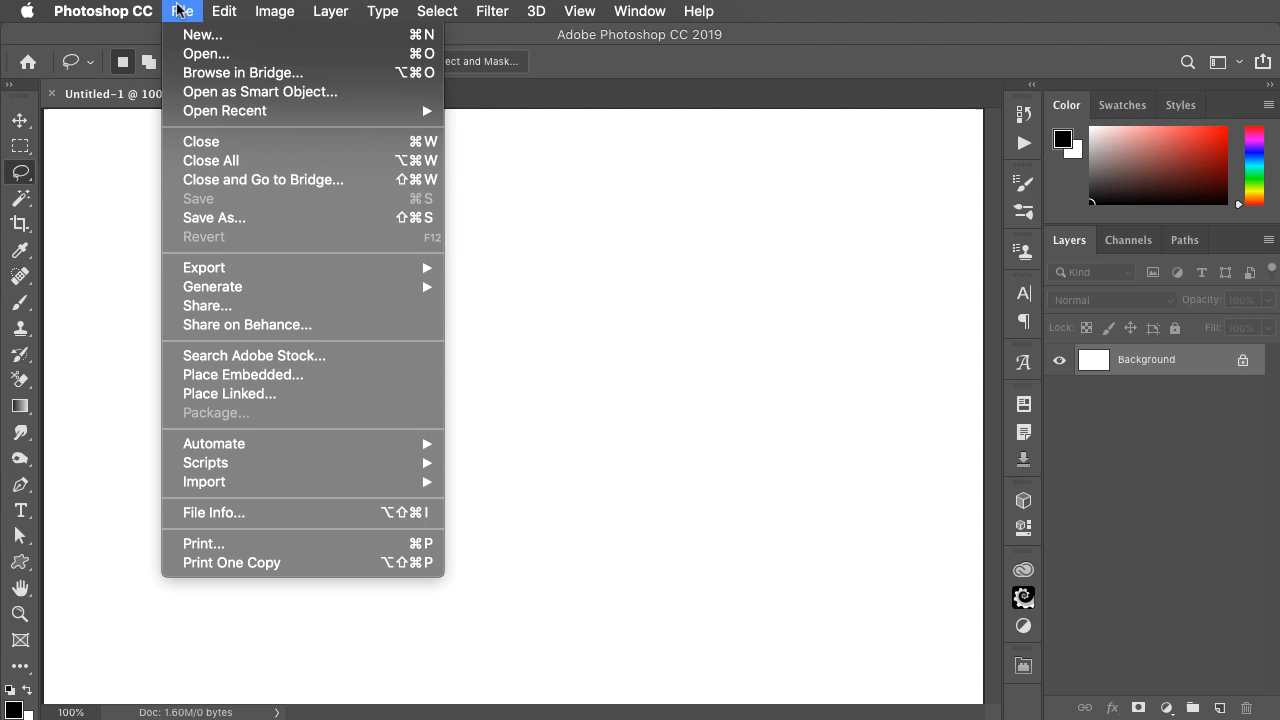 Photoshop CC File Edit Image Layer Type Select Filter 3D View Window Help
Adobe Photoshop CC 2019
ect and Mask...
Untitled-1 @ 100
New... ⌘N
Open... ⌘O
Browse in Bridge... ⌥⌘O
Open as Smart Object...
Open Recent
Close ⌘W
Close All ⌥⌘W
Close and Go to Bridge... ⇧⌘W
Save ⌘S
Save As... ⇧⌘S
Revert F12
Export
Generate
Share...
Share on Behance...
Search Adobe Stock...
Place Embedded...
Place Linked...
Package...
Automate
Scripts
Import
File Info... ⌥⇧⌘I
Print... ⌘P
Print One Copy ⌥⇧⌘P
Color Swatches Styles
Layers Channels Paths
Kind
Normal Opacity: 100%
Lock: Fill: 100%
Background
100% Doc: 1.60M/0 bytes